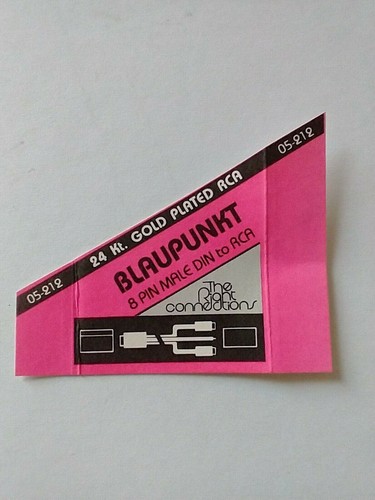 05-212
24 Kt. GOLD PLATED RCA
05-212
BLAUPUNKT
8 PIN MALE DIN to RCA
The
Right
connections